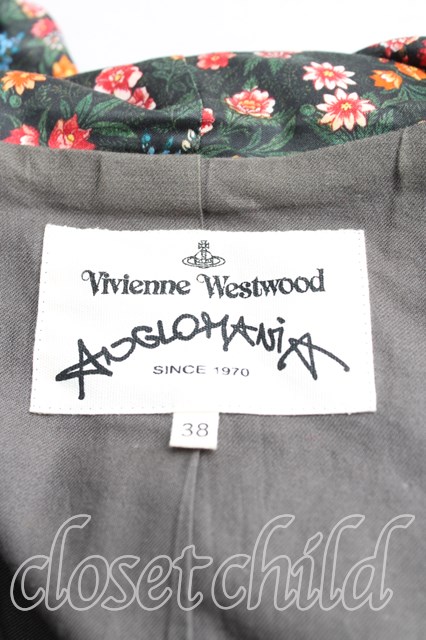 Vivienne Westwood
ANGLOMANIA
SINCE 1970
38
closetchild